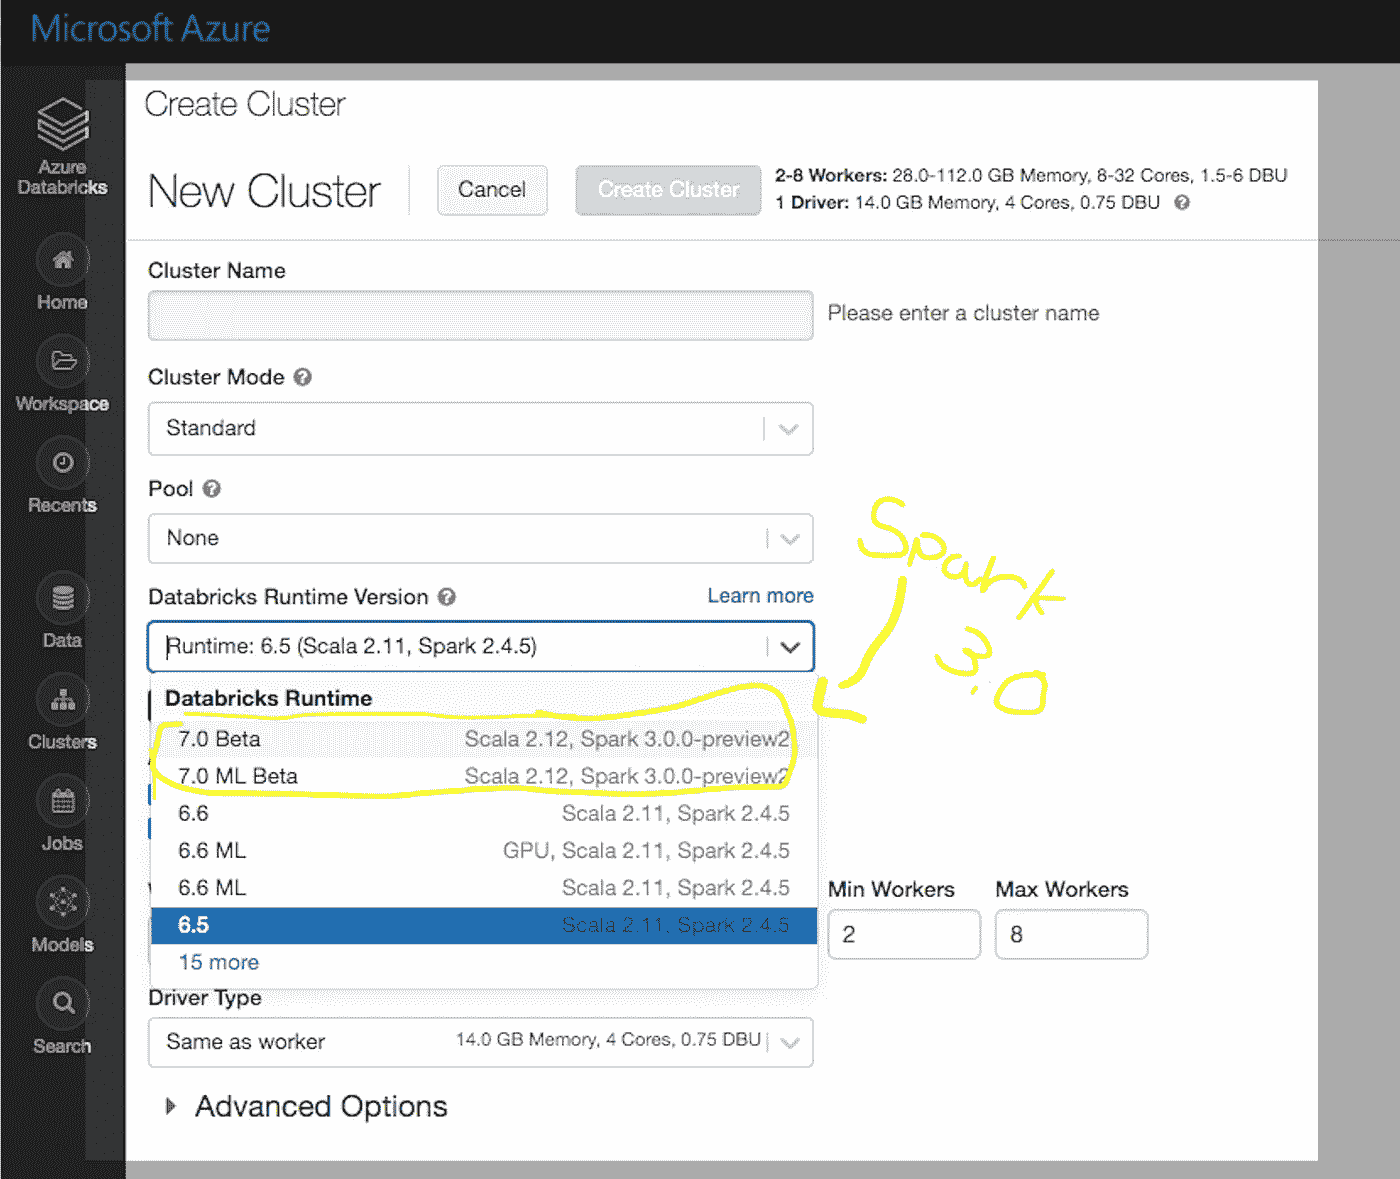 Microsoft Azure
Azure
Databricks
Home
Workspace
Recents
Data
Clusters
Jobs
Models
Search
Create Cluster
New Cluster
Cancel
Create Cluster
2-8 Workers: 28.0-112.0 GB Memory, 8-32 Cores, 1.5-6 DBU
1 Driver: 14.0 GB Memory, 4 Cores, 0.75 DBU ?
Cluster Name
Please enter a cluster name
Cluster Mode ?
Standard
Pool ?
None
Databricks Runtime Version ? Learn more
Runtime: 6.5 (Scala 2.11, Spark 2.4.5)
Databricks Runtime
7.0 Beta Scala 2.12, Spark 3.0.0-preview2
7.0 ML Beta Scala 2.12, Spark 3.0.0-preview2
6.6 Scala 2.11, Spark 2.4.5
6.6 ML GPU, Scala 2.11, Spark 2.4.5
6.6 ML Scala 2.11, Spark 2.4.5
6.5 Scala 2.11, Spark 2.4.5
15 more
Spark
3.0
Min Workers Max Workers
2 8
Driver Type
Same as worker 14.0 GB Memory, 4 Cores, 0.75 DBU
Advanced Options